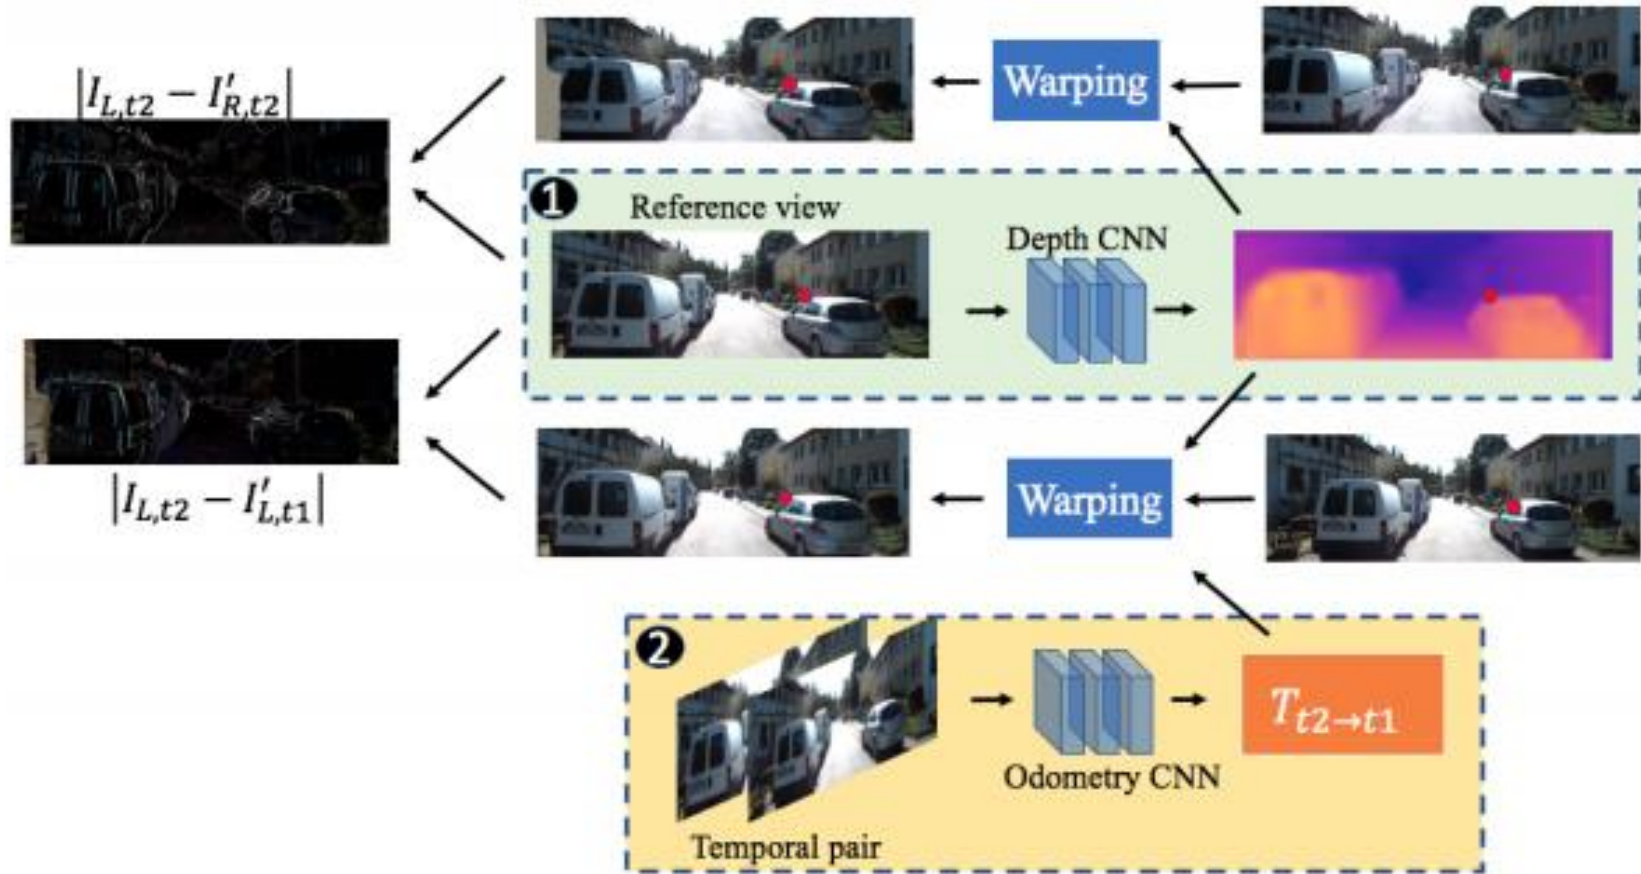 Warping
|I_{L,t2} − I'_{R,t2}|
1
Reference view
Depth CNN
Warping
|I_{L,t2} − I'_{L,t1}|
2
T_{t2→t1}
Odometry CNN
Temporal pair